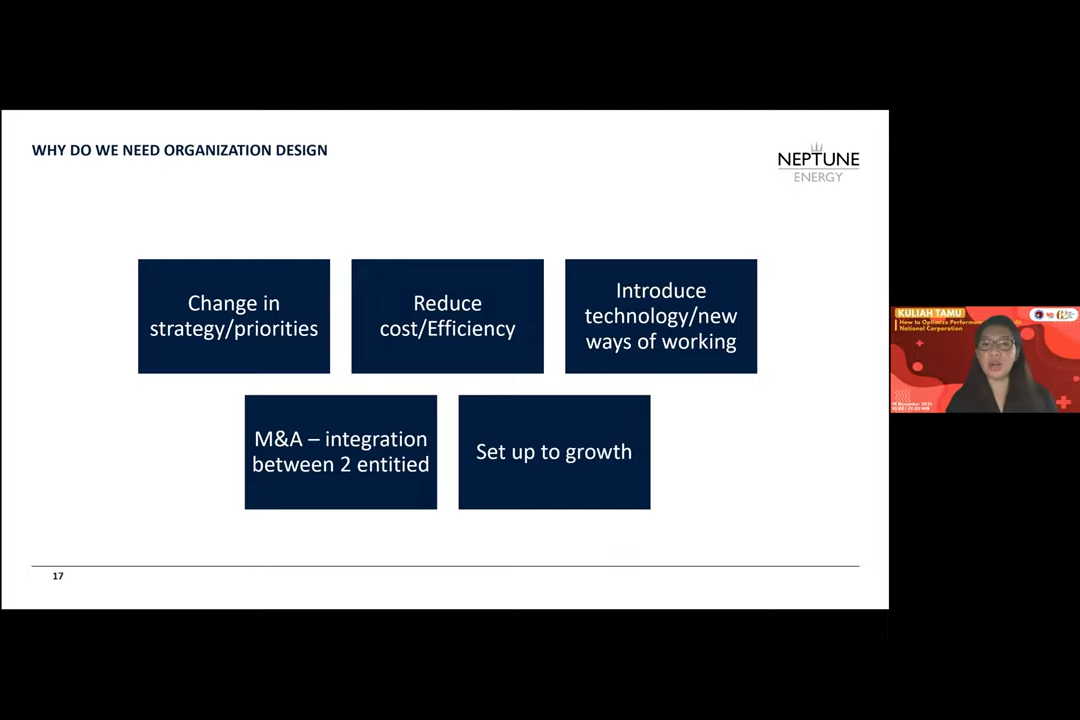 WHY DO WE NEED ORGANIZATION DESIGN
NEPTUNE
ENERGY
Change in
strategy/priorities
Reduce
cost/Efficiency
Introduce
technology/new
ways of working
M&A – integration
between 2 entitied
Set up to growth
17
KULIAH TAMU
How to Optimize
National Corporation